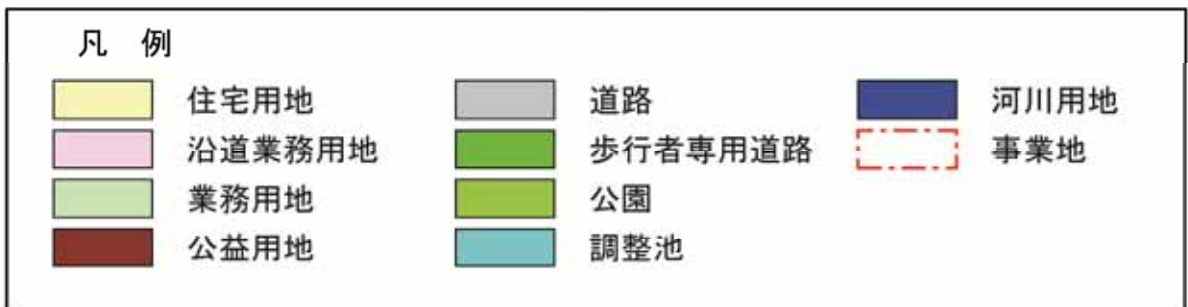 凡 例
住宅用地
沿道業務用地
業務用地
公益用地
道路
歩行者専用道路
公園
調整池
河川用地
事業地